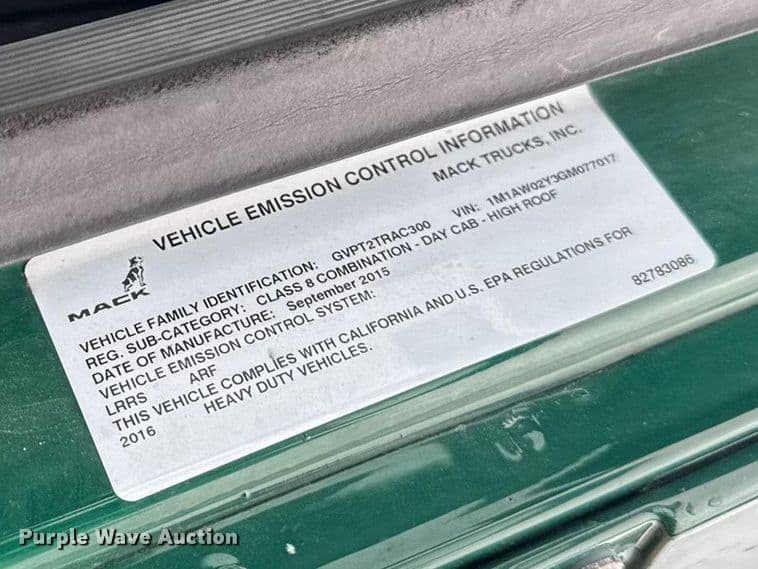 VEHICLE EMISSION CONTROL INFORMATION
MACK TRUCKS, INC.
MACK
VEHICLE FAMILY IDENTIFICATION: GVPT2TRAC300 VIN: 1M1AW02Y3GM077017
REG. SUB-CATEGORY: CLASS 8 COMBINATION - DAY CAB - HIGH ROOF
DATE OF MANUFACTURE: September 2015
VEHICLE EMISSION CONTROL SYSTEM:
LRRS ARF
THIS VEHICLE COMPLIES WITH CALIFORNIA AND U.S. EPA REGULATIONS FOR
2016 HEAVY DUTY VEHICLES.
82783086
Purple Wave Auction